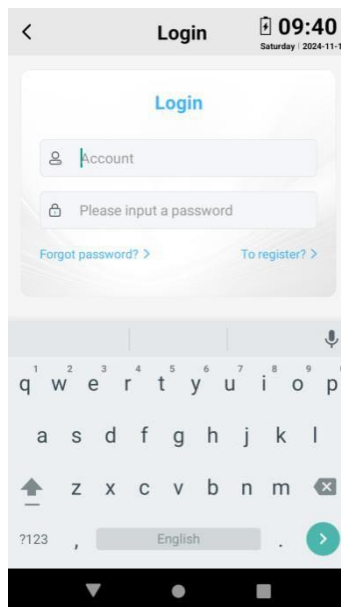 Login
09:40
Saturday | 2024-11-1
Login
Account
Please input a password
Forgot password? >
To register? >
1 2 3 4 5 6 7 8 9
q w e r t y u i o p
a s d f g h j k l
z x c v b n m
?123 , English .